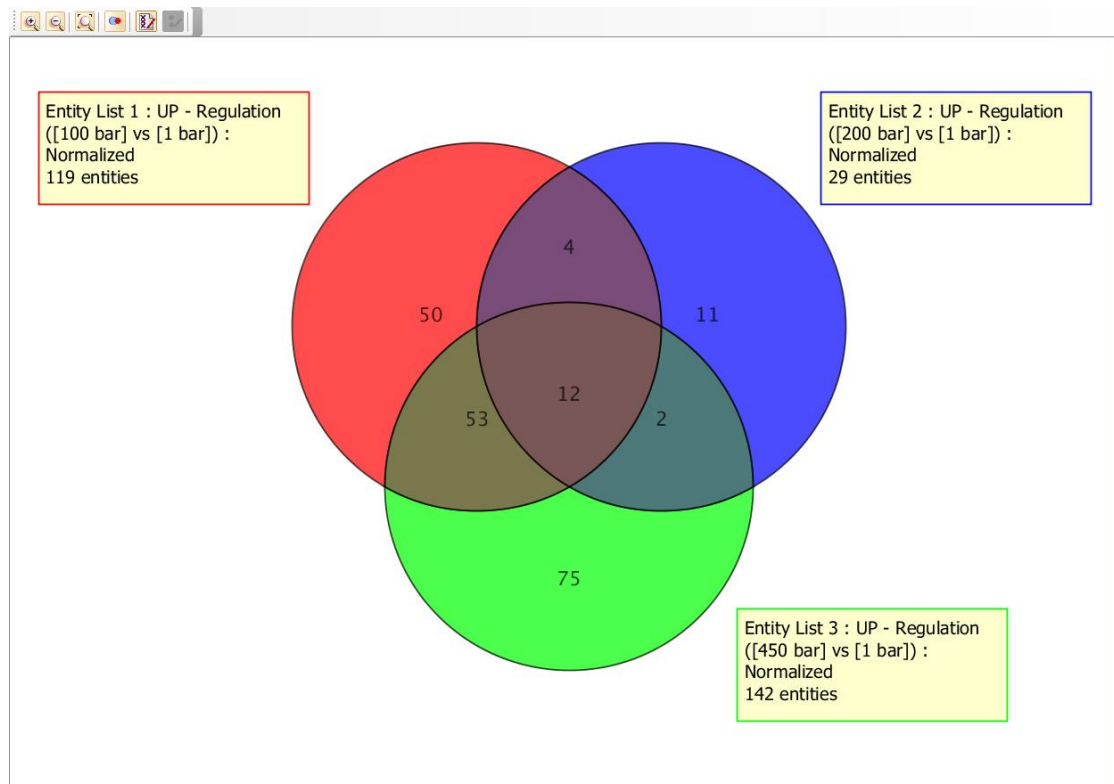 Entity List 1 : UP - Regulation
([100 bar] vs [1 bar]) :
Normalized
119 entities
Entity List 2 : UP - Regulation
([200 bar] vs [1 bar]) :
Normalized
29 entities
4
50
11
12
53
2
75
Entity List 3 : UP - Regulation
([450 bar] vs [1 bar]) :
Normalized
142 entities